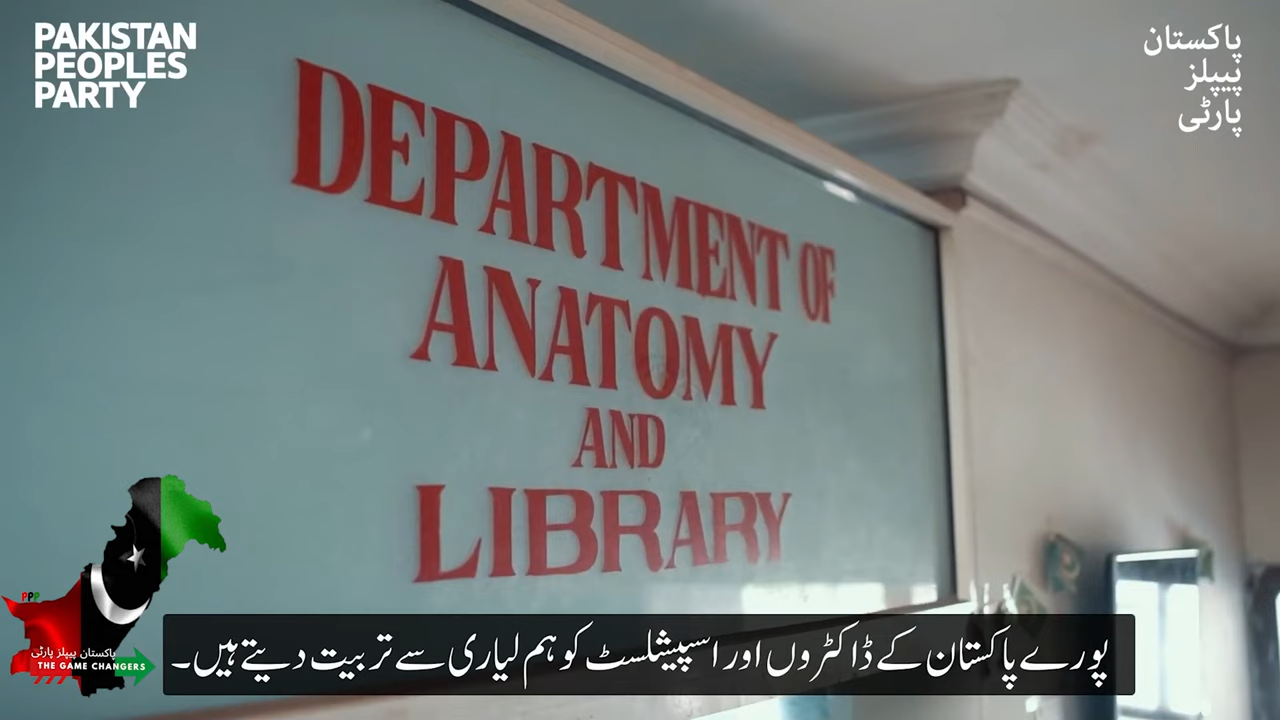 PAKISTAN
PEOPLES
PARTY
پاکستان
پیپلز
پارٹی
DEPARTMENT OF
ANATOMY
AND
LIBRARY
PPP
پاکستان پیپلز پارٹی
THE GAME CHANGERS
پورے پاکستان کے ڈاکٹروں اور اسپیشلسٹ کو ہم لیاری سے تربیت دیتے ہیں۔